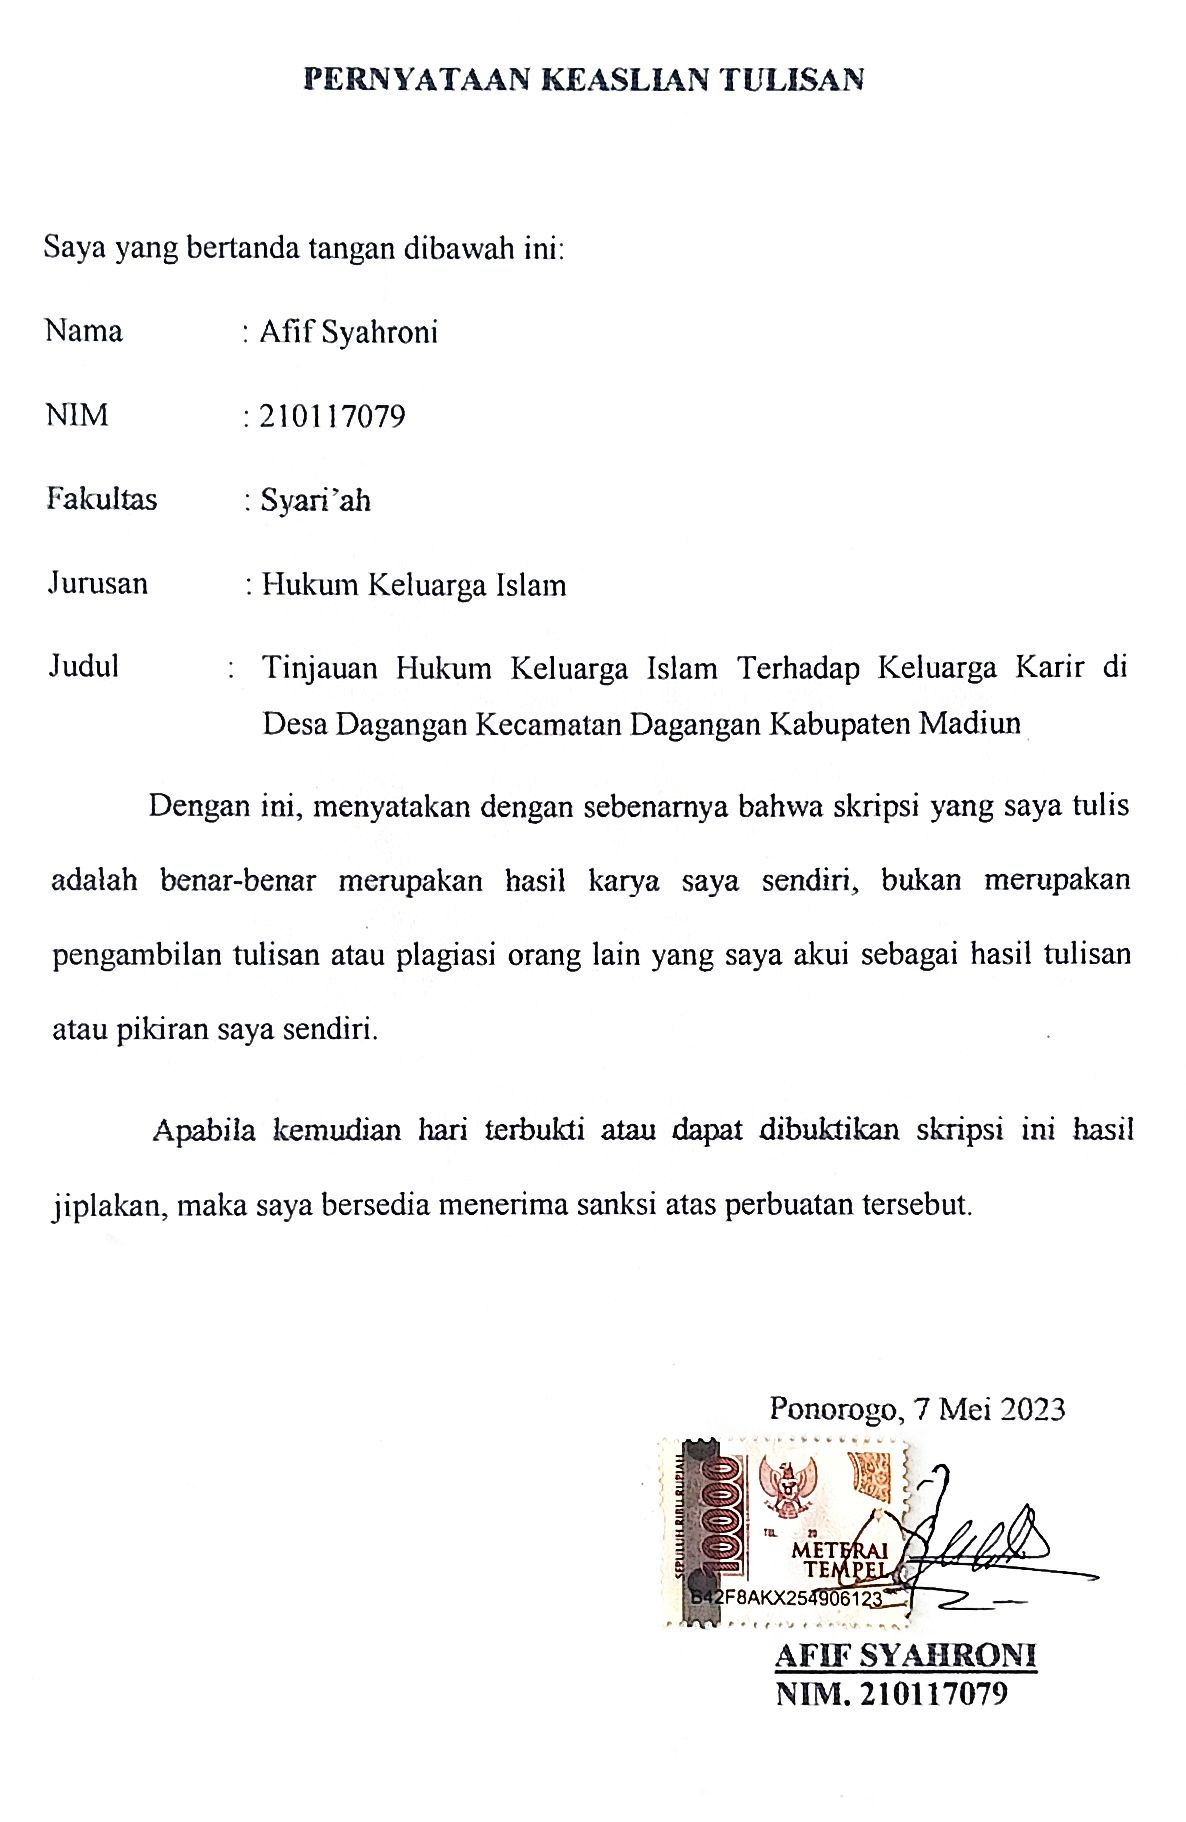 PERNYATAAN KEASLIAN TULISAN
Saya yang bertanda tangan dibawah ini:
Nama : Afif Syahroni
NIM : 210117079
Fakultas : Syari'ah
Jurusan : Hukum Keluarga Islam
Judul : Tinjauan Hukum Keluarga Islam Terhadap Keluarga Karir di
Desa Dagangan Kecamatan Dagangan Kabupaten Madiun
Dengan ini, menyatakan dengan sebenarnya bahwa skripsi yang saya tulis
adalah benar-benar merupakan hasil karya saya sendiri, bukan merupakan
pengambilan tulisan atau plagiasi orang lain yang saya akui sebagai hasil tulisan
atau pikiran saya sendiri.
Apabila kemudian hari terbukti atau dapat dibuktikan skripsi ini hasil
jiplakan, maka saya bersedia menerima sanksi atas perbuatan tersebut.
Ponorogo, 7 Mei 2023
SEPULUH RIBU RUPIAH
10000
TGL. 20
METERAI
TEMPEL
B42F8AKX254906123
AFIF SYAHRONI
NIM. 210117079